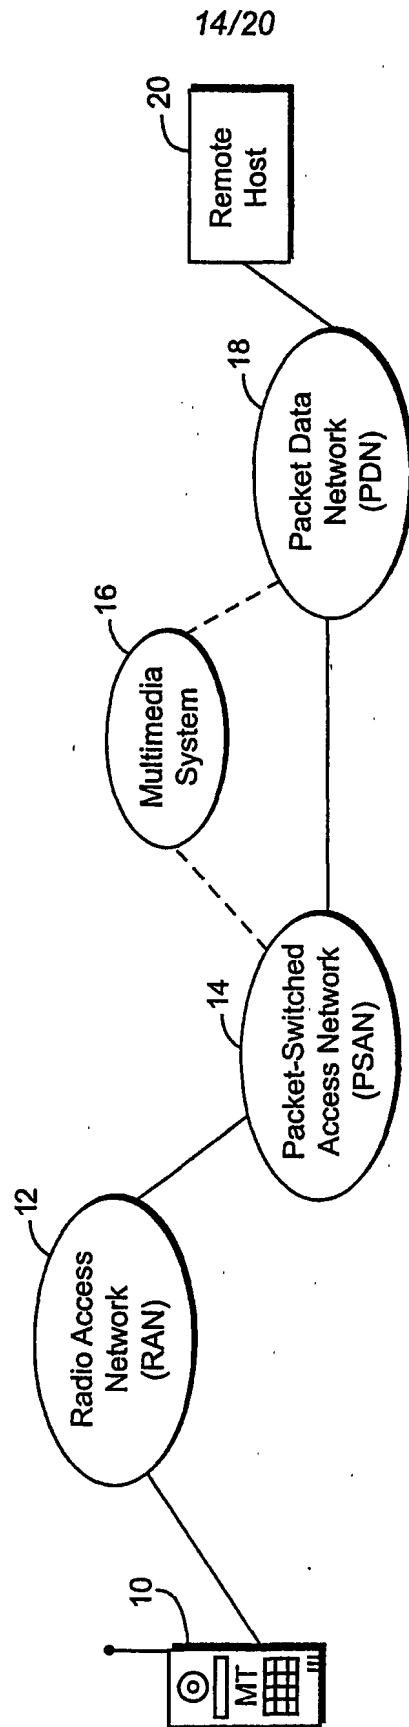 14/20
10
MT
12
Radio Access
Network
(RAN)
14
Packet-Switched
Access Network
(PSAN)
16
Multimedia
System
18
Packet Data
Network
(PDN)
20
Remote
Host